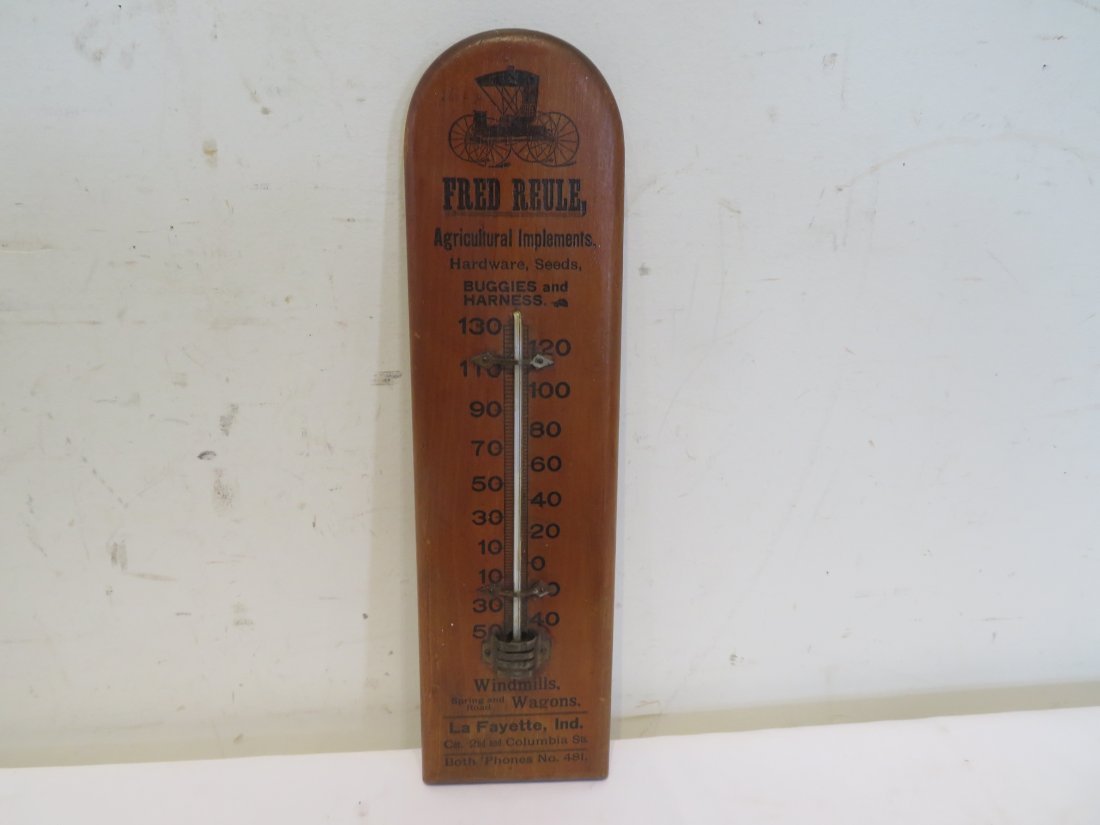 FRED REULE,
Agricultural Implements.
Hardware, Seeds,
BUGGIES and
HARNESS.
130
120
110
100
90
80
70
60
50
40
30
20
10
0
10
30
40
50
Windmills.
Spring and Road Wagons.
La Fayette, Ind.
Cor. 2nd and Columbia Sts.
Both 'Phones No. 481.